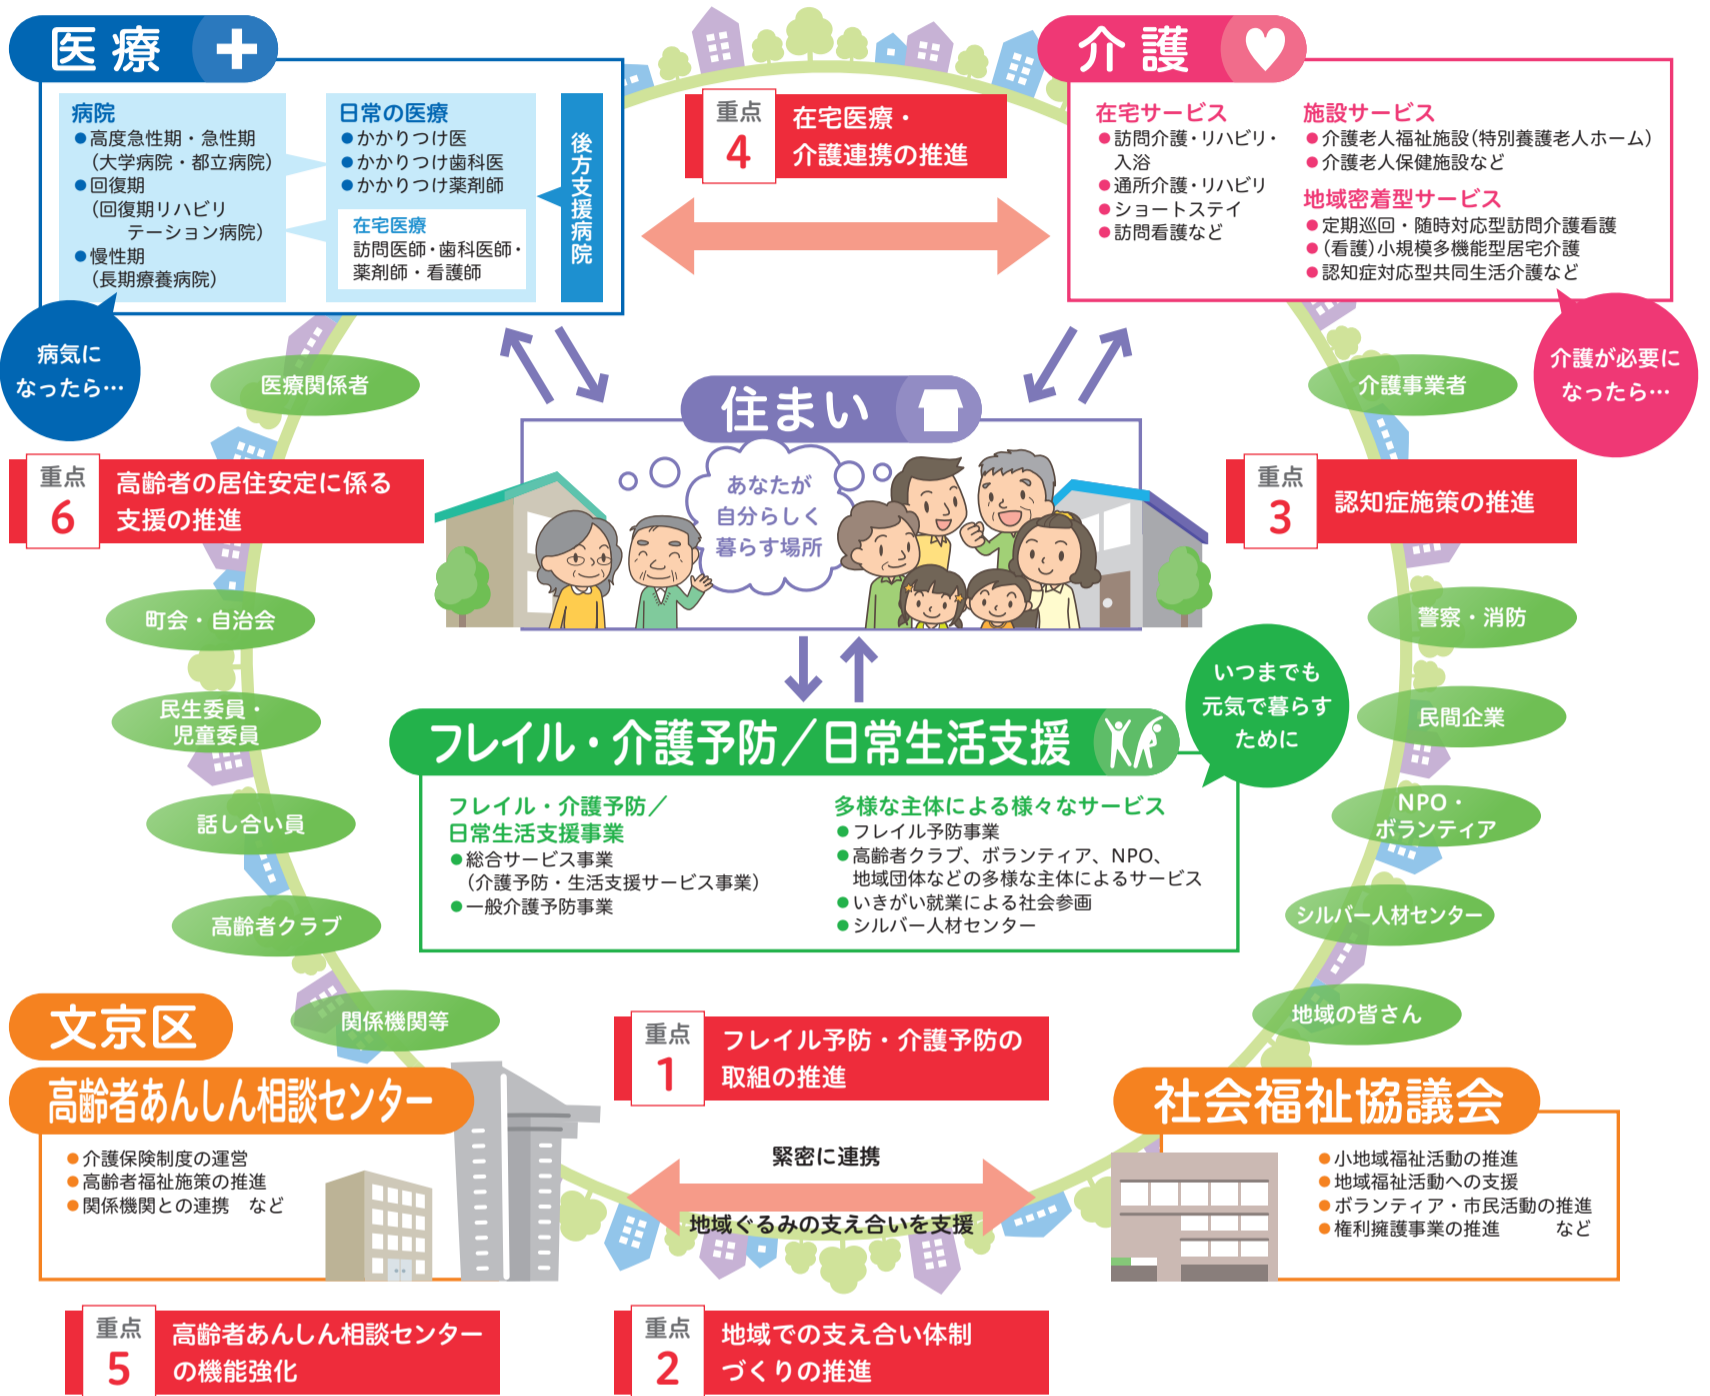 医療
病院
●高度急性期・急性期
（大学病院・都立病院）
●回復期
（回復期リハビリ
テーション病院）
●慢性期
（長期療養病院）
日常の医療
●かかりつけ医
●かかりつけ歯科医
●かかりつけ薬剤師
在宅医療
訪問医師・歯科医師・
薬剤師・看護師
後方支援病院
病気に
なったら…
重点
4
在宅医療・
介護連携の推進
介護
在宅サービス
●訪問介護・リハビリ・
入浴
●通所介護・リハビリ
●ショートステイ
●訪問看護など
施設サービス
●介護老人福祉施設（特別養護老人ホーム）
●介護老人保健施設など
地域密着型サービス
●定期巡回・随時対応型訪問介護看護
●（看護）小規模多機能型居宅介護
●認知症対応型共同生活介護など
介護が必要に
なったら…
医療関係者
介護事業者
住まい
あなたが
自分らしく
暮らす場所
重点
6
高齢者の居住安定に係る
支援の推進
重点
3
認知症施策の推進
町会・自治会
民生委員・
児童委員
話し合い員
高齢者クラブ
関係機関等
警察・消防
民間企業
NPO・
ボランティア
シルバー人材センター
地域の皆さん
いつまでも
元気で暮らす
ために
フレイル・介護予防／日常生活支援
フレイル・介護予防／
日常生活支援事業
●総合サービス事業
（介護予防・生活支援サービス事業）
●一般介護予防事業
多様な主体による様々なサービス
●フレイル予防事業
●高齢者クラブ、ボランティア、NPO、
地域団体などの多様な主体によるサービス
●いきがい就業による社会参画
●シルバー人材センター
文京区
高齢者あんしん相談センター
●介護保険制度の運営
●高齢者福祉施策の推進
●関係機関との連携　など
重点
1
フレイル予防・介護予防の
取組の推進
緊密に連携
地域ぐるみの支え合いを支援
社会福祉協議会
●小地域福祉活動の推進
●地域福祉活動への支援
●ボランティア・市民活動の推進
●権利擁護事業の推進　など
重点
5
高齢者あんしん相談センター
の機能強化
重点
2
地域での支え合い体制
づくりの推進